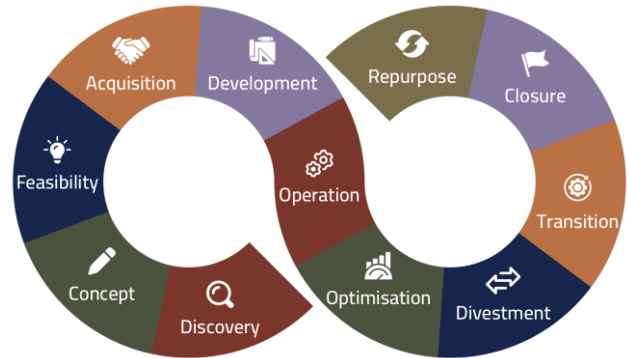 Discovery
Concept
Feasibility
Acquisition
Development
Operation
Optimisation
Divestment
Transition
Closure
Repurpose